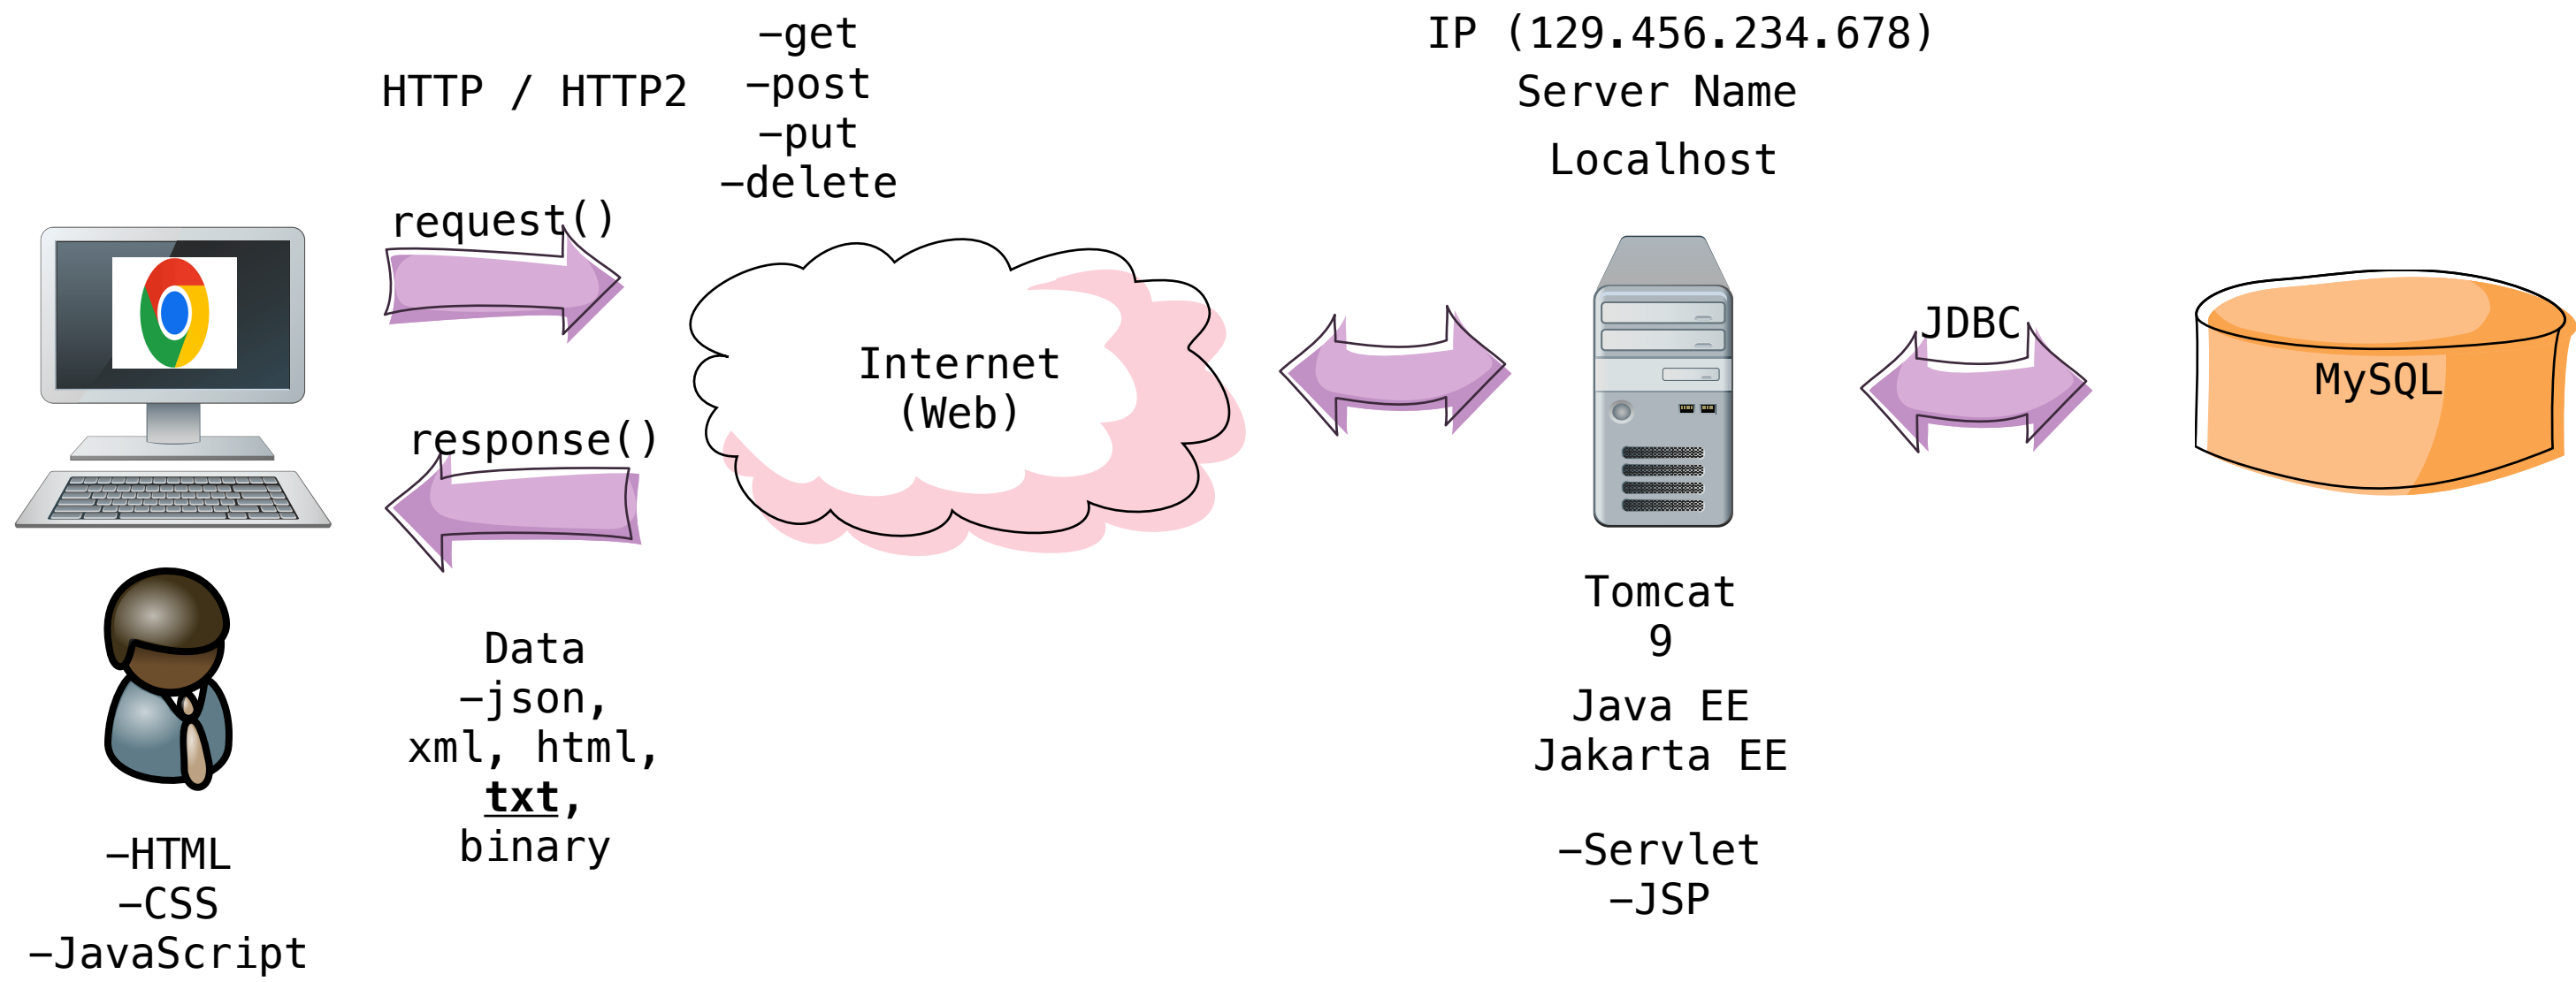 HTTP / HTTP2
–get
–post
–put
–delete
IP (129.456.234.678)
Server Name
Localhost
request()
response()
Internet
(Web)
JDBC
MySQL
Data
–json,
xml, html,
txt,
binary
–HTML
–CSS
–JavaScript
Tomcat
9
Java EE
Jakarta EE
–Servlet
–JSP